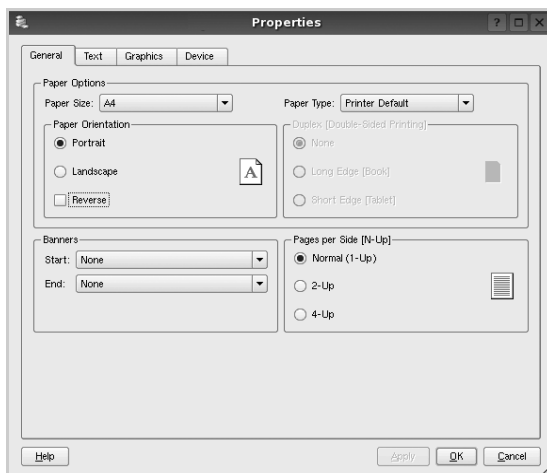 Properties
General Text Graphics Device
Paper Options
Paper Size: A4 Paper Type: Printer Default
Paper Orientation
Portrait
Landscape
Reverse
A
Duplex [Double-Sided Printing]
None
Long Edge [Book]
Short Edge [Tablet]
Banners
Start: None
End: None
Pages per Side [N-Up]
Normal (1-Up)
2-Up
4-Up
Help Apply OK Cancel